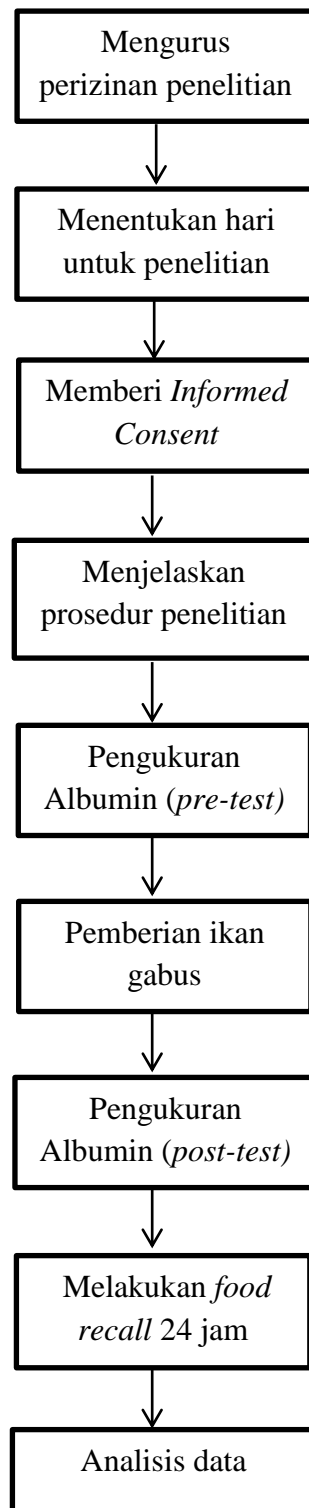 Mengurus
perizinan penelitian
Menentukan hari
untuk penelitian
Memberi Informed
Consent
Menjelaskan
prosedur penelitian
Pengukuran
Albumin (pre-test)
Pemberian ikan
gabus
Pengukuran
Albumin (post-test)
Melakukan food
recall 24 jam
Analisis data